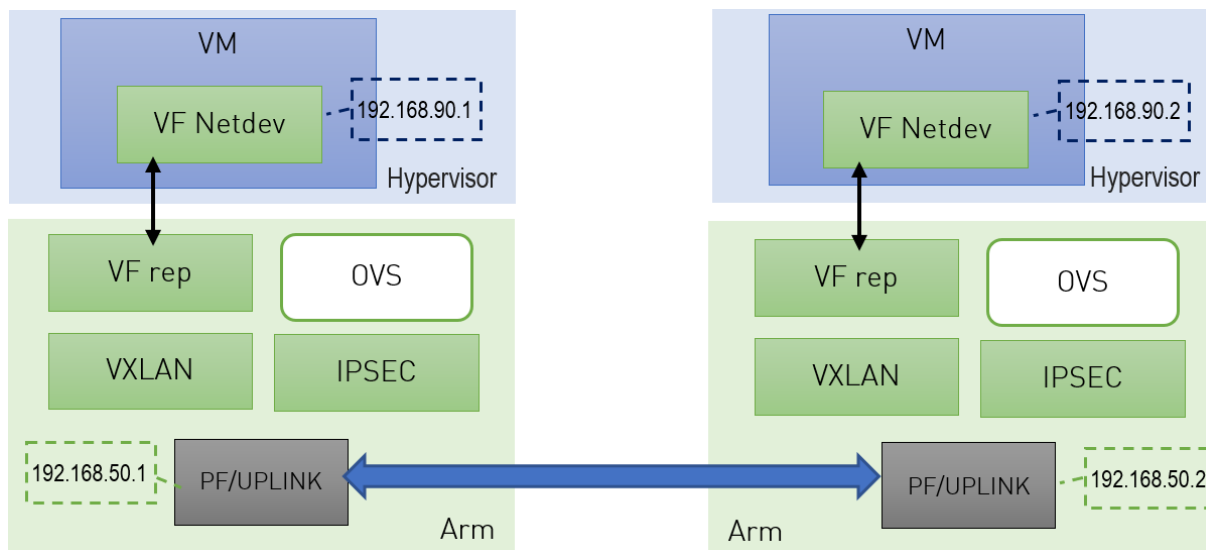 VM
VF Netdev
192.168.90.1
Hypervisor
VF rep
OVS
VXLAN
IPSEC
192.168.50.1
PF/UPLINK
Arm
VM
VF Netdev
192.168.90.2
Hypervisor
VF rep
OVS
VXLAN
IPSEC
PF/UPLINK
192.168.50.2
Arm